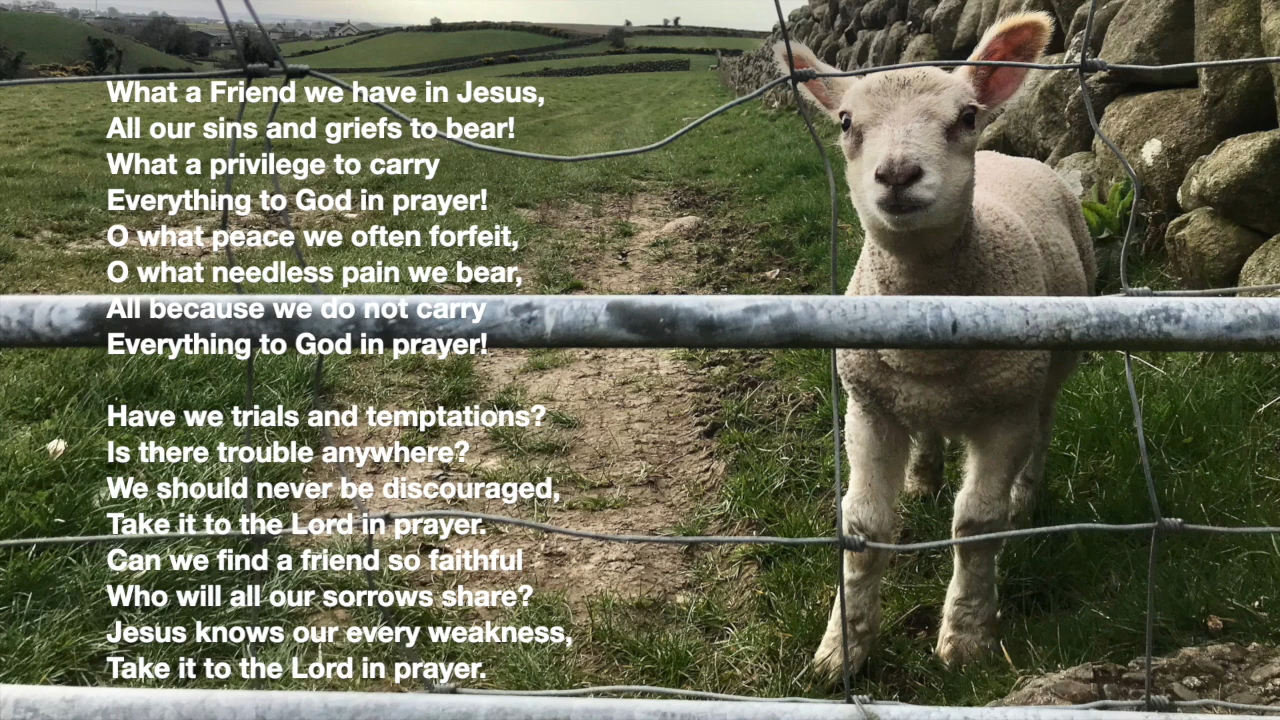 What a Friend we have in Jesus,
All our sins and griefs to bear!
What a privilege to carry
Everything to God in prayer!
O what peace we often forfeit,
O what needless pain we bear,
All because we do not carry
Everything to God in prayer!
Have we trials and temptations?
Is there trouble anywhere?
We should never be discouraged,
Take it to the Lord in prayer.
Can we find a friend so faithful
Who will all our sorrows share?
Jesus knows our every weakness,
Take it to the Lord in prayer.